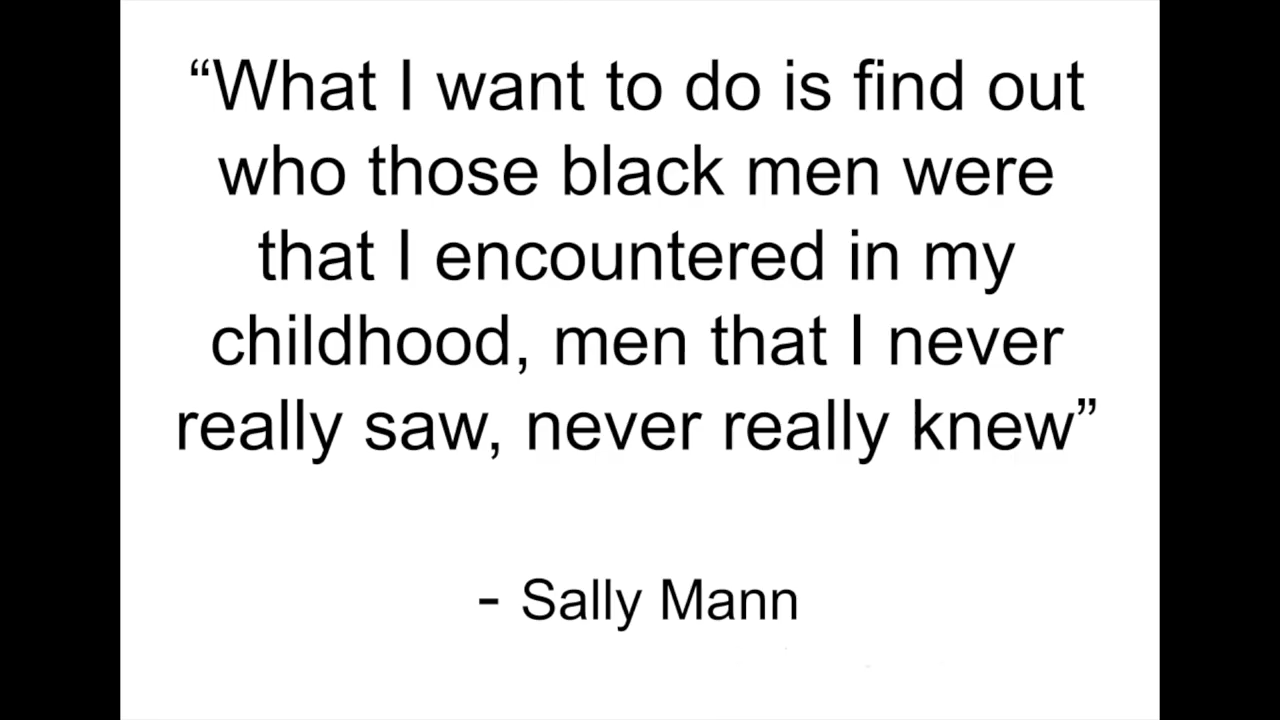 “What I want to do is find out
who those black men were
that I encountered in my
childhood, men that I never
really saw, never really knew”
- Sally Mann